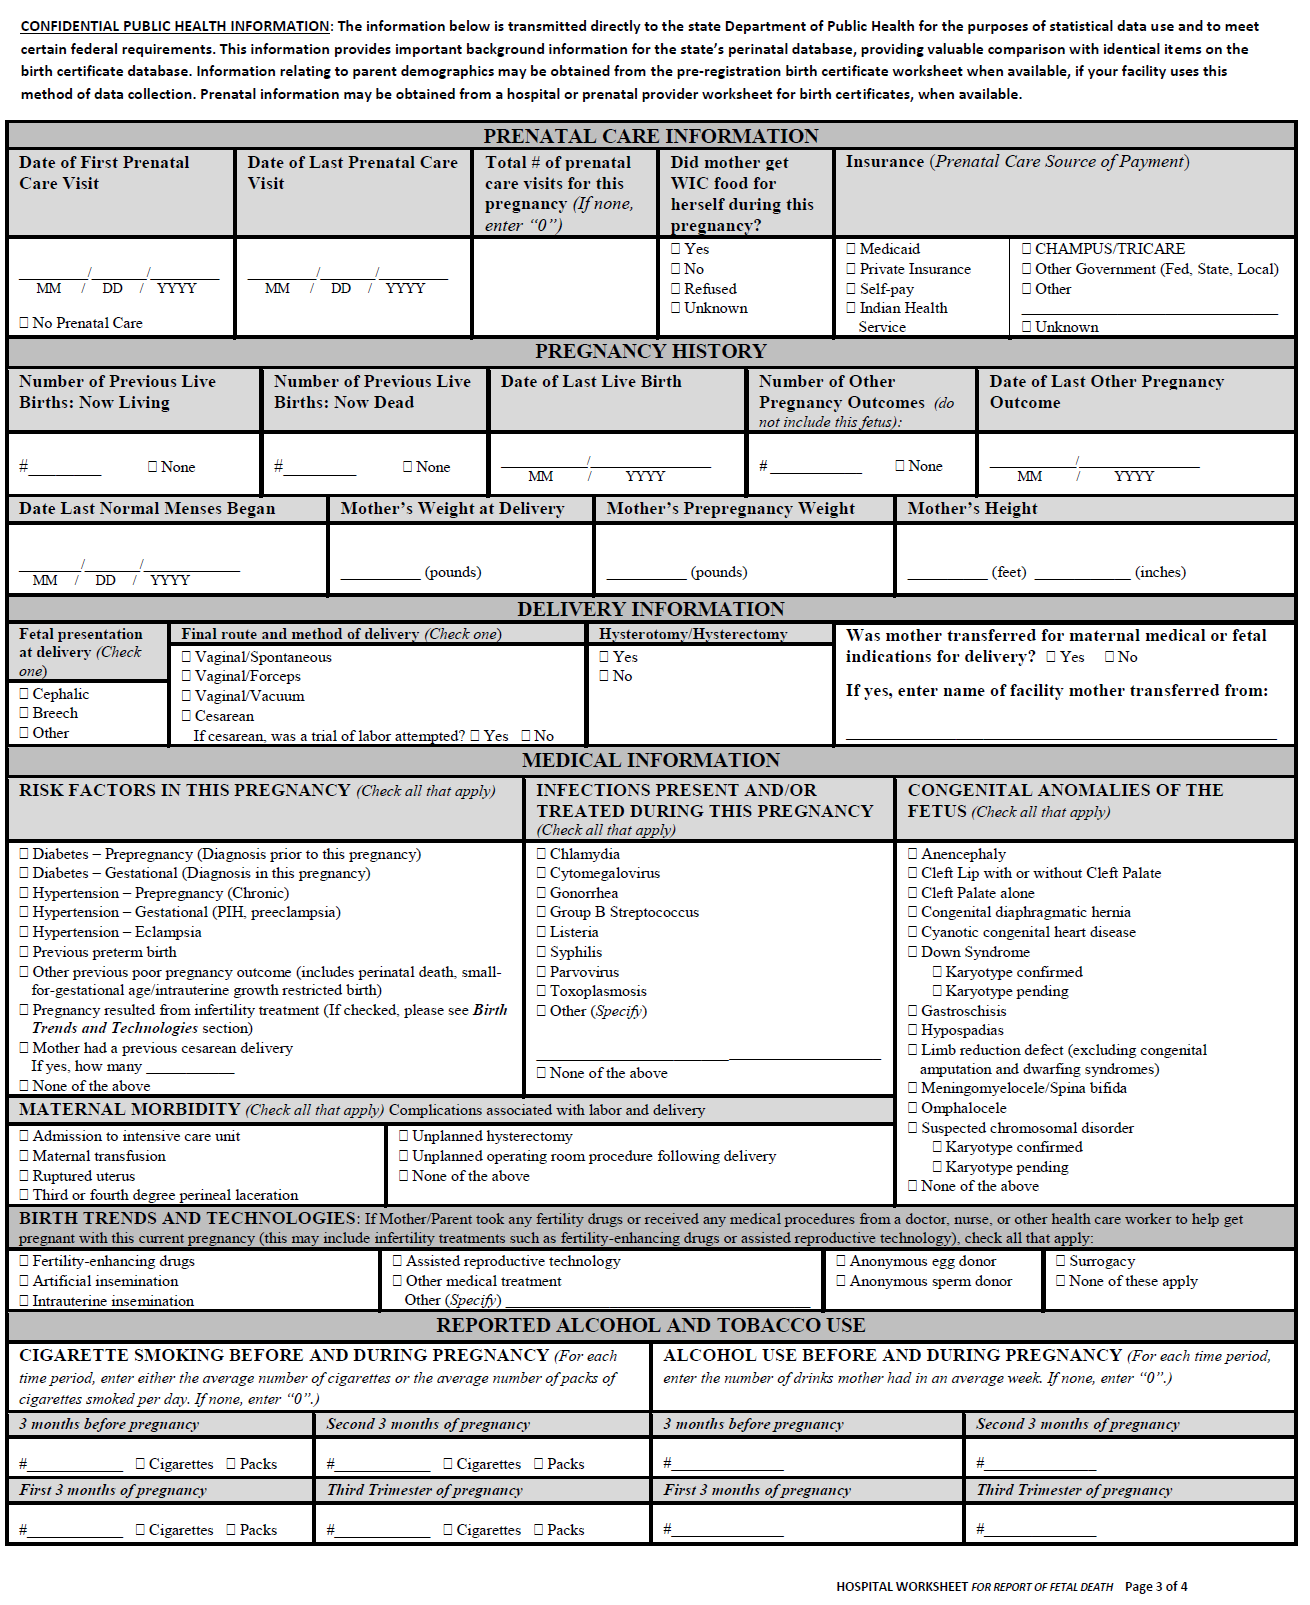 CONFIDENTIAL PUBLIC HEALTH INFORMATION: The information below is transmitted directly to the state Department of Public Health for the purposes of statistical data use and to meet
certain federal requirements. This information provides important background information for the state's perinatal database, providing valuable comparison with identical items on the
birth certificate database. Information relating to parent demographics may be obtained from the pre-registration birth certificate worksheet when available, if your facility uses this
method of data collection. Prenatal information may be obtained from a hospital or prenatal provider worksheet for birth certificates, when available.
PRENATAL CARE INFORMATION
Date of First Prenatal
Care Visit
Date of Last Prenatal Care
Visit
Total # of prenatal
care visits for this
pregnancy (If none,
enter “0”)
Did mother get
WIC food for
herself during this
pregnancy?
Insurance (Prenatal Care Source of Payment)
_________/_______/_________
MM / DD / YYYY
☐ No Prenatal Care
_________/_______/_________
MM / DD / YYYY
☐ Yes
☐ No
☐ Refused
☐ Unknown
☐ Medicaid
☐ Private Insurance
☐ Self-pay
☐ Indian Health
Service
☐ CHAMPUS/TRICARE
☐ Other Government (Fed, State, Local)
☐ Other
________________________________
☐ Unknown
PREGNANCY HISTORY
Number of Previous Live
Births: Now Living
Number of Previous Live
Births: Now Dead
Date of Last Live Birth
Number of Other
Pregnancy Outcomes (do
not include this fetus):
Date of Last Other Pregnancy
Outcome
#_________ ☐ None
#_________ ☐ None
___________/_______________
MM / YYYY
# ___________ ☐ None
___________/_______________
MM / YYYY
Date Last Normal Menses Began
Mother's Weight at Delivery
Mother's Prepregnancy Weight
Mother's Height
________/_______/____________
MM / DD / YYYY
__________ (pounds)
__________ (pounds)
__________ (feet) ____________ (inches)
DELIVERY INFORMATION
Fetal presentation
at delivery (Check
one)
☐ Cephalic
☐ Breech
☐ Other
Final route and method of delivery (Check one)
☐ Vaginal/Spontaneous
☐ Vaginal/Forceps
☐ Vaginal/Vacuum
☐ Cesarean
If cesarean, was a trial of labor attempted? ☐ Yes ☐ No
Hysterotomy/Hysterectomy
☐ Yes
☐ No
Was mother transferred for maternal medical or fetal
indications for delivery? ☐ Yes ☐ No
If yes, enter name of facility mother transferred from:
______________________________________________________
MEDICAL INFORMATION
RISK FACTORS IN THIS PREGNANCY (Check all that apply)
☐ Diabetes – Prepregnancy (Diagnosis prior to this pregnancy)
☐ Diabetes – Gestational (Diagnosis in this pregnancy)
☐ Hypertension – Prepregnancy (Chronic)
☐ Hypertension – Gestational (PIH, preeclampsia)
☐ Hypertension – Eclampsia
☐ Previous preterm birth
☐ Other previous poor pregnancy outcome (includes perinatal death, small-
for-gestational age/intrauterine growth restricted birth)
☐ Pregnancy resulted from infertility treatment (If checked, please see Birth
Trends and Technologies section)
☐ Mother had a previous cesarean delivery
If yes, how many ___________
☐ None of the above
INFECTIONS PRESENT AND/OR
TREATED DURING THIS PREGNANCY
(Check all that apply)
☐ Chlamydia
☐ Cytomegalovirus
☐ Gonorrhea
☐ Group B Streptococcus
☐ Listeria
☐ Syphilis
☐ Parvovirus
☐ Toxoplasmosis
☐ Other (Specify)
___________________________________________
☐ None of the above
CONGENITAL ANOMALIES OF THE
FETUS (Check all that apply)
☐ Anencephaly
☐ Cleft Lip with or without Cleft Palate
☐ Cleft Palate alone
☐ Congenital diaphragmatic hernia
☐ Cyanotic congenital heart disease
☐ Down Syndrome
☐ Karyotype confirmed
☐ Karyotype pending
☐ Gastroschisis
☐ Hypospadias
☐ Limb reduction defect (excluding congenital
amputation and dwarfing syndromes)
☐ Meningomyelocele/Spina bifida
☐ Omphalocele
☐ Suspected chromosomal disorder
☐ Karyotype confirmed
☐ Karyotype pending
☐ None of the above
MATERNAL MORBIDITY (Check all that apply) Complications associated with labor and delivery
☐ Admission to intensive care unit
☐ Maternal transfusion
☐ Ruptured uterus
☐ Third or fourth degree perineal laceration
☐ Unplanned hysterectomy
☐ Unplanned operating room procedure following delivery
☐ None of the above
BIRTH TRENDS AND TECHNOLOGIES: If Mother/Parent took any fertility drugs or received any medical procedures from a doctor, nurse, or other health care worker to help get
pregnant with this current pregnancy (this may include infertility treatments such as fertility-enhancing drugs or assisted reproductive technology), check all that apply:
☐ Fertility-enhancing drugs
☐ Artificial insemination
☐ Intrauterine insemination
☐ Assisted reproductive technology
☐ Other medical treatment
Other (Specify) ______________________________________
☐ Anonymous egg donor
☐ Anonymous sperm donor
☐ Surrogacy
☐ None of these apply
REPORTED ALCOHOL AND TOBACCO USE
CIGARETTE SMOKING BEFORE AND DURING PREGNANCY (For each
time period, enter either the average number of cigarettes or the average number of packs of
cigarettes smoked per day. If none, enter “0”.)
ALCOHOL USE BEFORE AND DURING PREGNANCY (For each time period,
enter the number of drinks mother had in an average week. If none, enter “0”.)
3 months before pregnancy
Second 3 months of pregnancy
3 months before pregnancy
Second 3 months of pregnancy
#____________ ☐ Cigarettes ☐ Packs
#____________ ☐ Cigarettes ☐ Packs
#______________
#______________
First 3 months of pregnancy
Third Trimester of pregnancy
First 3 months of pregnancy
Third Trimester of pregnancy
#____________ ☐ Cigarettes ☐ Packs
#____________ ☐ Cigarettes ☐ Packs
#______________
#______________
HOSPITAL WORKSHEET FOR REPORT OF FETAL DEATH Page 3 of 4